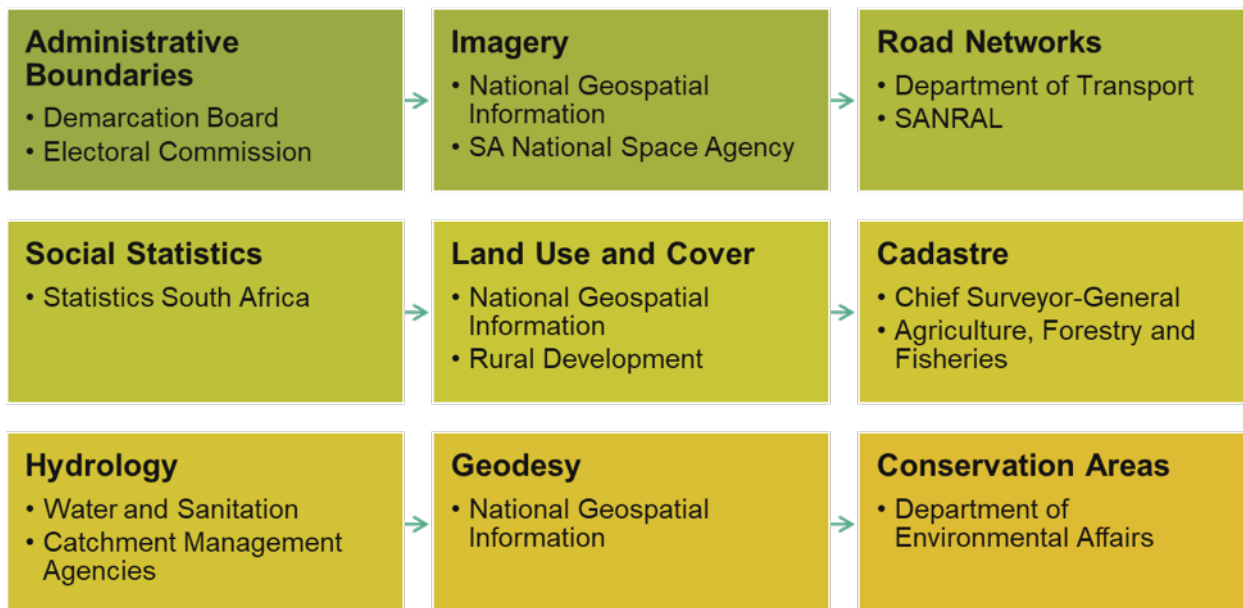 Administrative
Boundaries
• Demarcation Board
• Electoral Commission
Imagery
• National Geospatial
Information
• SA National Space Agency
Road Networks
• Department of Transport
• SANRAL
Social Statistics
• Statistics South Africa
Land Use and Cover
• National Geospatial
Information
• Rural Development
Cadastre
• Chief Surveyor-General
• Agriculture, Forestry and
Fisheries
Hydrology
• Water and Sanitation
• Catchment Management
Agencies
Geodesy
• National Geospatial
Information
Conservation Areas
• Department of
Environmental Affairs